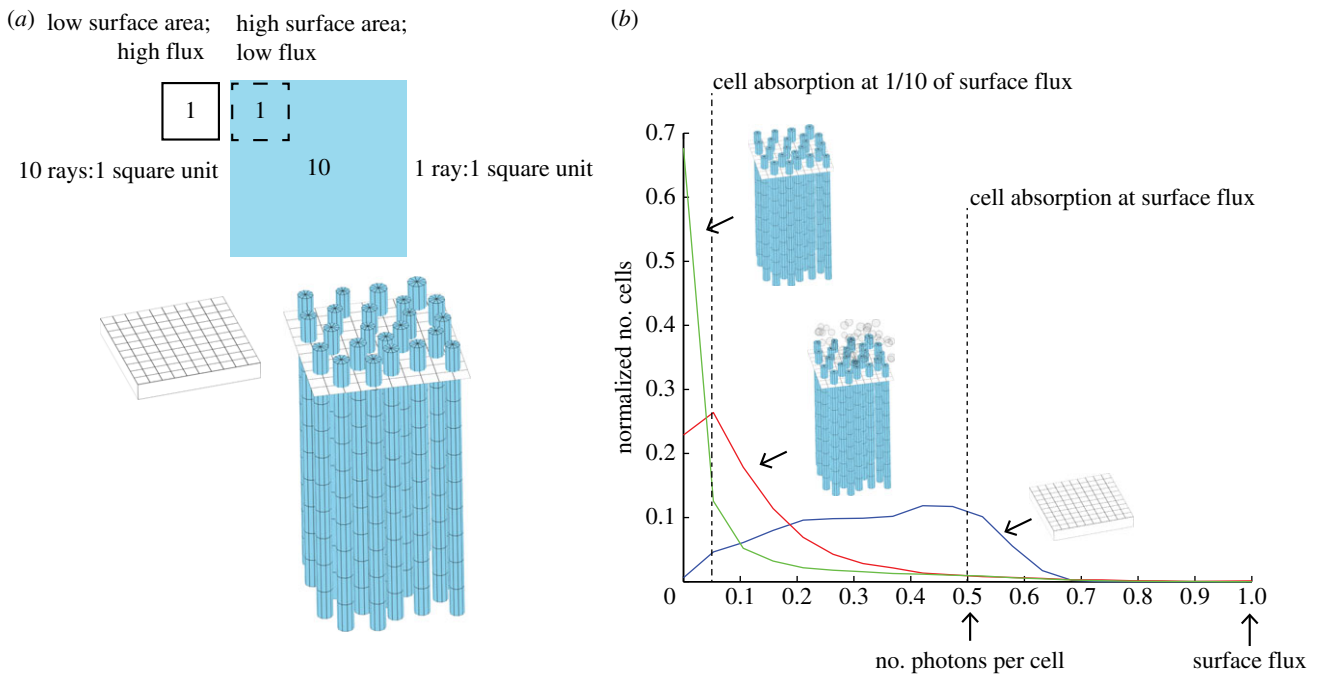 (a)
low surface area;
high flux
high surface area;
low flux
1
1
10 rays:1 square unit
10
1 ray:1 square unit
(b)
cell absorption at 1/10 of surface flux
cell absorption at surface flux
normalized no. cells
0.7
0.6
0.5
0.4
0.3
0.2
0.1
0 0.1 0.2 0.3 0.4 0.5 0.6 0.7 0.8 0.9 1.0
no. photons per cell
surface flux